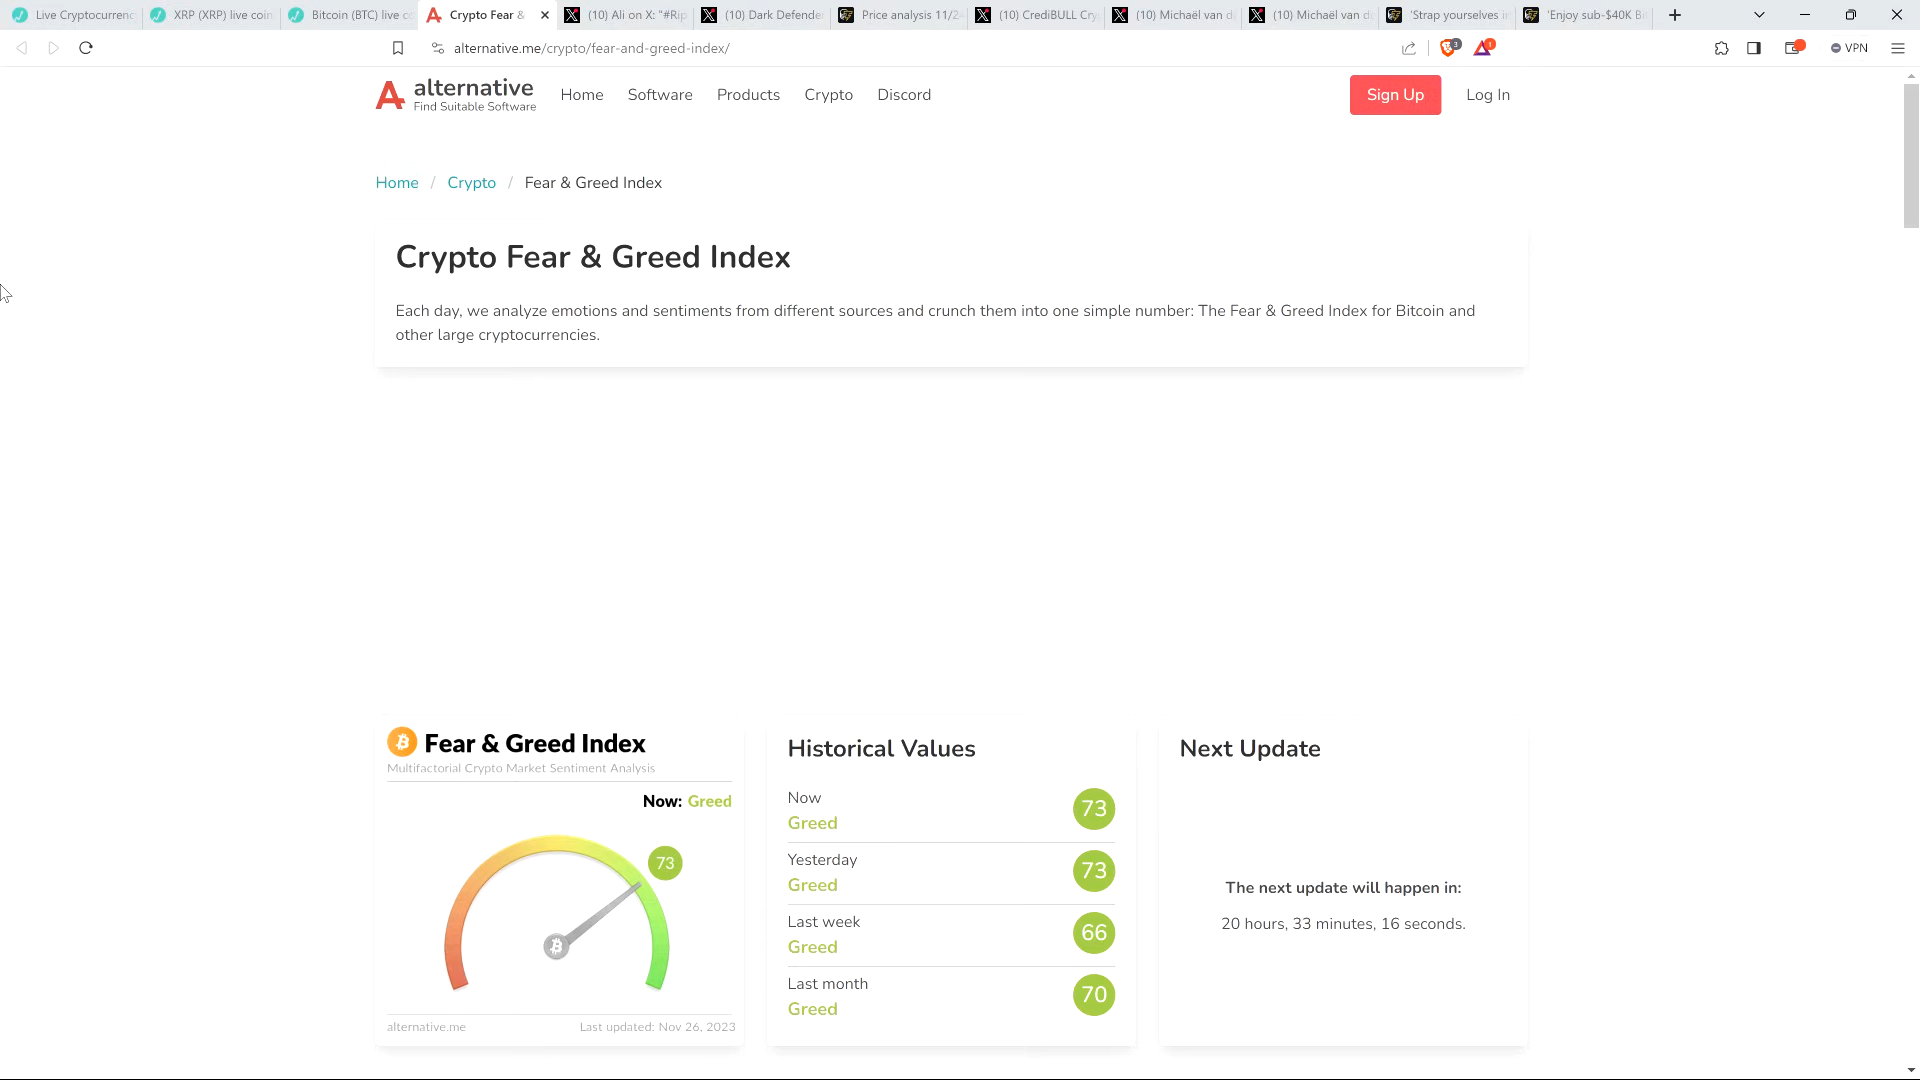 Live Cryptocurrenc
XRP (XRP) live coin
Bitcoin (BTC) live co
Crypto Fear &
(10) Ali on X: "#Rip
(10) Dark Defende
Price analysis 11/2
(10) CrediBULL Cry
(10) Michaël van d
(10) Michaël van d
'Strap yourselves i
'Enjoy sub-$40K Bi
alternative.me/crypto/fear-and-greed-index/
3
1
VPN
alternative
Find Suitable Software
Home
Software
Products
Crypto
Discord
Sign Up
Log In
Home / Crypto / Fear & Greed Index
Crypto Fear & Greed Index
Each day, we analyze emotions and sentiments from different sources and crunch them into one simple number: The Fear & Greed Index for Bitcoin and
other large cryptocurrencies.
Fear & Greed Index
Multifactorial Crypto Market Sentiment Analysis
Now: Greed
73
alternative.me
Last updated: Nov 26, 2023
Historical Values
Now
Greed
73
Yesterday
Greed
73
Last week
Greed
66
Last month
Greed
70
Next Update
The next update will happen in:
20 hours, 33 minutes, 16 seconds.